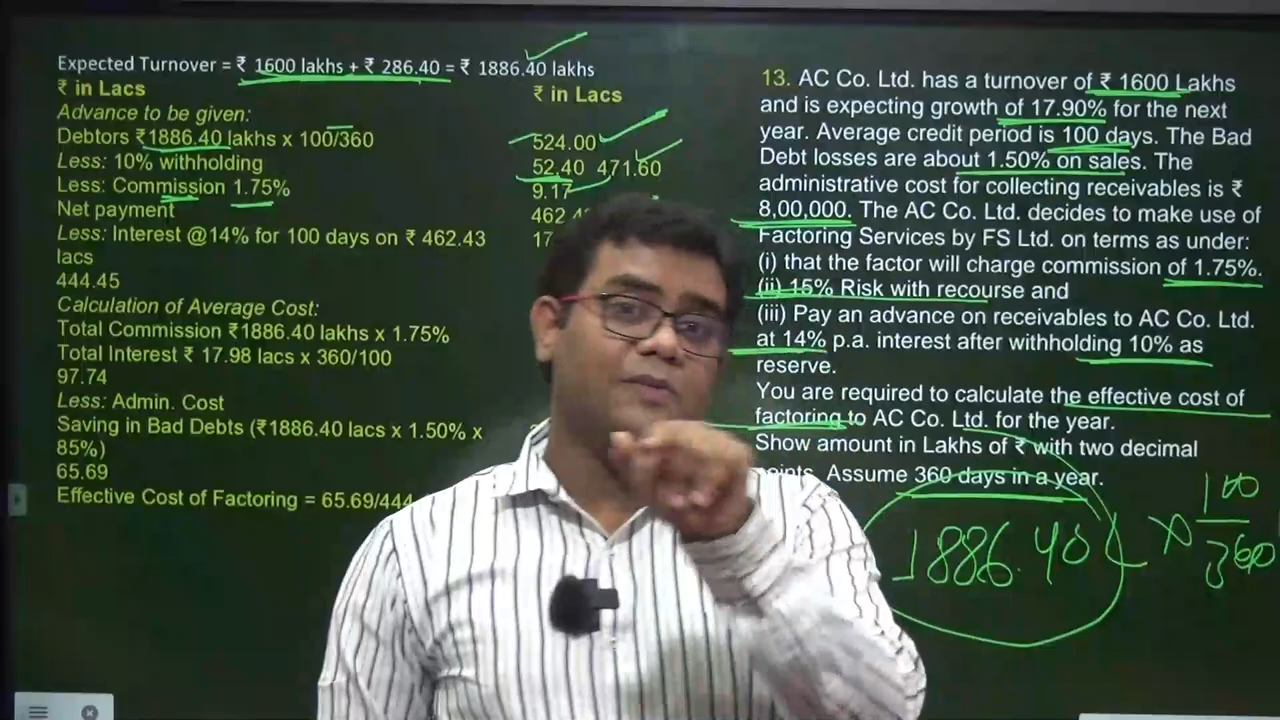 Expected Turnover = ₹ 1600 lakhs + ₹ 286.40 = ₹ 1886.40 lakhs
₹ in Lacs ₹ in Lacs
Advance to be given:
Debtors ₹1886.40 lakhs x 100/360 524.00
Less: 10% withholding 52.40 471.60
Less: Commission 1.75% 9.17
Net payment 462
Less: Interest @14% for 100 days on ₹ 462.43 17
lacs
444.45
Calculation of Average Cost:
Total Commission ₹1886.40 lakhs x 1.75%
Total Interest ₹ 17.98 lacs x 360/100
97.74
Less: Admin. Cost
Saving in Bad Debts (₹1886.40 lacs x 1.50% x
85%)
65.69
Effective Cost of Factoring = 65.69/444
13. AC Co. Ltd. has a turnover of ₹ 1600 Lakhs
and is expecting growth of 17.90% for the next
year. Average credit period is 100 days. The Bad
Debt losses are about 1.50% on sales. The
administrative cost for collecting receivables is ₹
8,00,000. The AC Co. Ltd. decides to make use of
Factoring Services by FS Ltd. on terms as under:
(i) that the factor will charge commission of 1.75%.
(ii) 15% Risk with recourse and
(iii) Pay an advance on receivables to AC Co. Ltd.
at 14% p.a. interest after withholding 10% as
reserve.
You are required to calculate the effective cost of
factoring to AC Co. Ltd. for the year.
Show amount in Lakhs of ₹ with two decimal
points. Assume 360 days in a year.
1886.40 L x 100
360